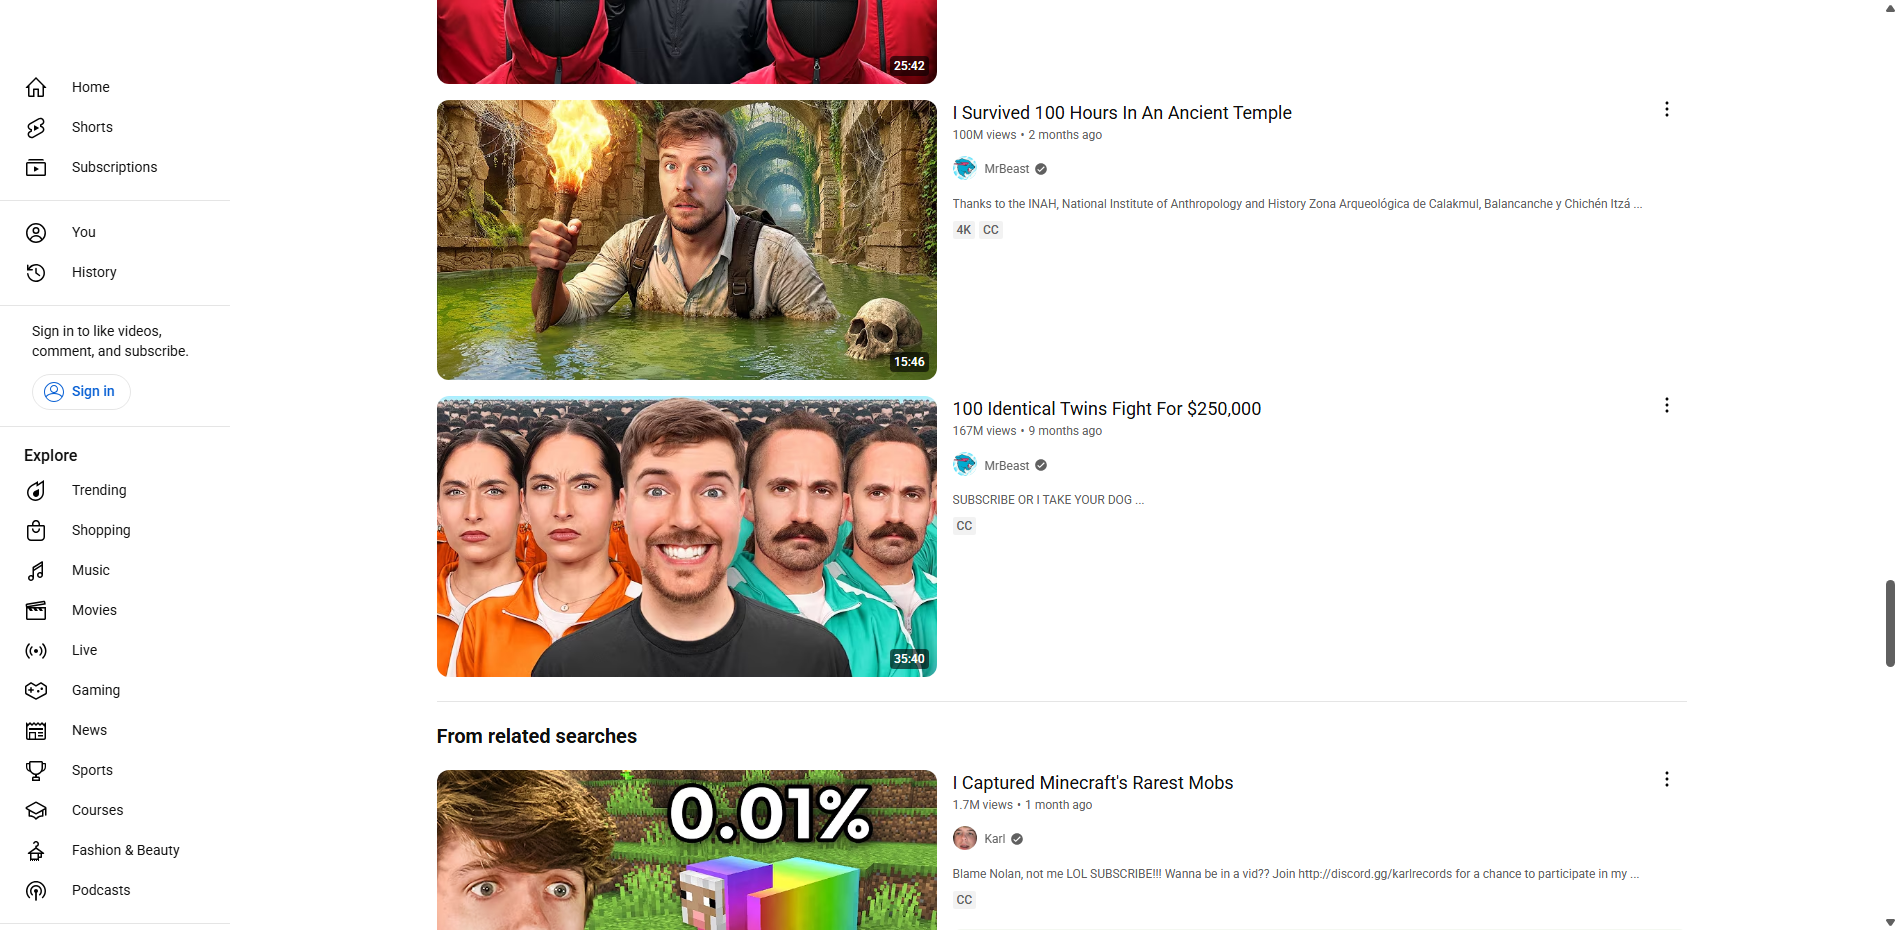 Home
Shorts
Subscriptions
You
History
Sign in to like videos,
comment, and subscribe.
Sign in
Explore
Trending
Shopping
Music
Movies
Live
Gaming
News
Sports
Courses
Fashion & Beauty
Podcasts
25:42
15:46
I Survived 100 Hours In An Ancient Temple
100M views • 2 months ago
MrBeast
Thanks to the INAH, National Institute of Anthropology and History Zona Arqueológica de Calakmul, Balancanche y Chichén Itzá ...
4K CC
35:40
100 Identical Twins Fight For $250,000
167M views • 9 months ago
MrBeast
SUBSCRIBE OR I TAKE YOUR DOG ...
CC
From related searches
0.01%
I Captured Minecraft's Rarest Mobs
1.7M views • 1 month ago
Karl
Blame Nolan, not me LOL SUBSCRIBE!!! Wanna be in a vid?? Join http://discord.gg/karlrecords for a chance to participate in my ...
CC